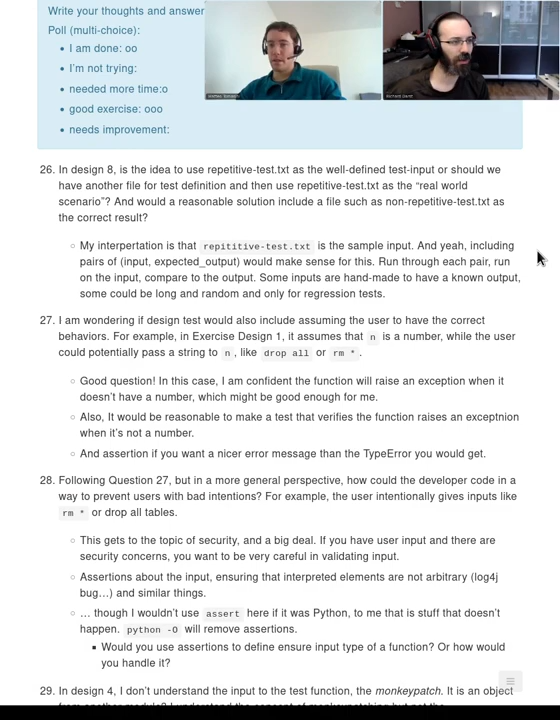 Write your thoughts and answer
Poll (multi-choice):
• I am done: oo
• I'm not trying:
• needed more time:o
• good exercise: ooo
• needs improvement:
26. In design 8, is the idea to use repetitive-test.txt as the well-defined test-input or should we
have another file for test definition and then use repetitive-test.txt as the "real world
scenario"? And would a reasonable solution include a file such as non-repetitive-test.txt as
the correct result?
◦ My interpertation is that repititive-test.txt is the sample input. And yeah, including
pairs of (input, expected_output) would make sense for this. Run through each pair, run
on the input, compare to the output. Some inputs are hand-made to have a known output,
some could be long and random and only for regression tests.
27. I am wondering if design test would also include assuming the user to have the correct
behaviors. For example, in Exercise Design 1, it assumes that n is a number, while the user
could potentially pass a string to n, like drop all or rm *.
◦ Good question! In this case, I am confident the function will raise an exception when it
doesn't have a number, which might be good enough for me.
◦ Also, It would be reasonable to make a test that verifies the function raises an exceptnion
when it's not a number.
◦ And assertion if you want a nicer error message than the TypeError you would get.
28. Following Question 27, but in a more general perspective, how could the developer code in a
way to prevent users with bad intentions? For example, the user intentionally gives inputs like
rm * or drop all tables.
◦ This gets to the topic of security, and a big deal. If you have user input and there are
security concerns, you want to be very careful in validating input.
◦ Assertions about the input, ensuring that interpreted elements are not arbitrary (log4j
bug…) and similar things.
◦ … though I wouldn't use assert here if it was Python, to me that is stuff that doesn't
happen. python -O will remove assertions.
▪ Would you use assertions to define ensure input type of a function? Or how would
you handle it?
29. In design 4, I don't understand the input to the test function, the monkeypatch. It is an object